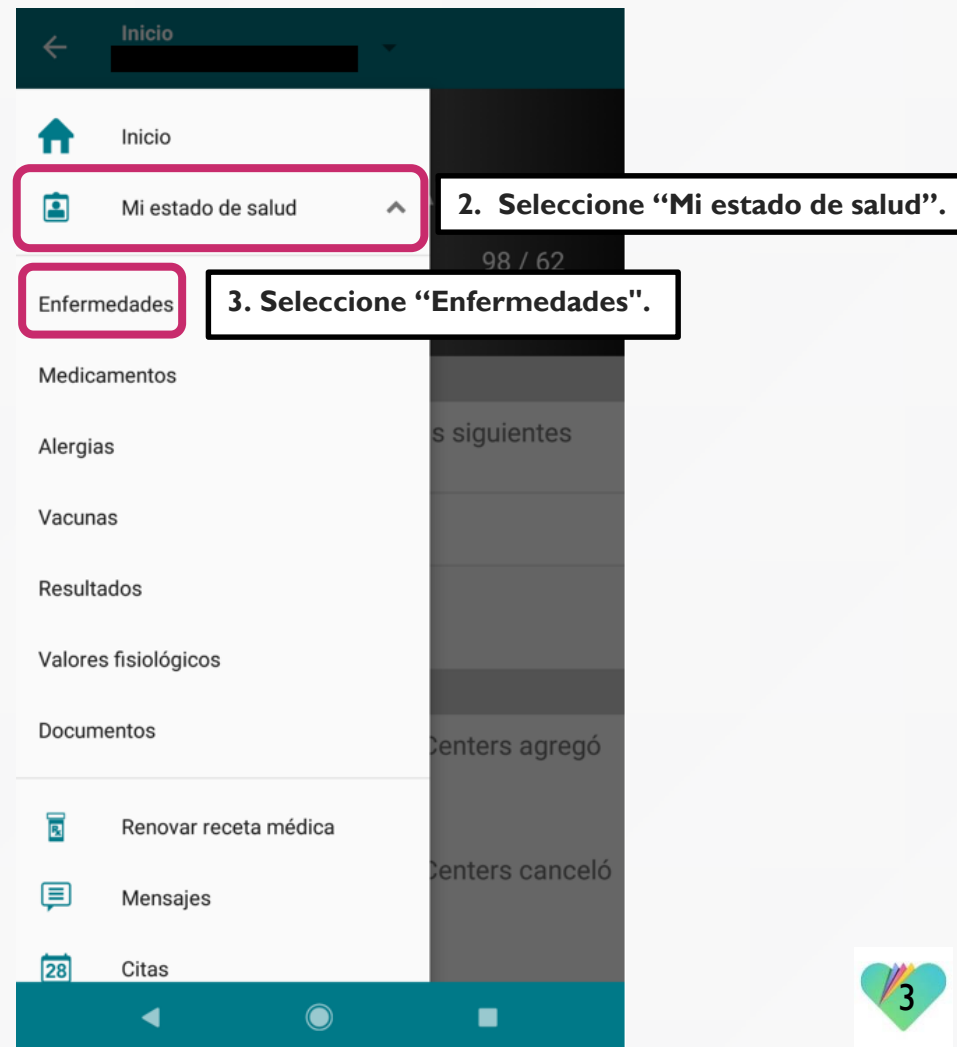 Inicio
Inicio
Mi estado de salud
2. Seleccione “Mi estado de salud”.
98 / 62
Enfermedades
3. Seleccione “Enfermedades".
Medicamentos
s siguientes
Alergias
Vacunas
Resultados
Valores fisiológicos
Documentos
Centers agregó
Renovar receta médica
Centers canceló
Mensajes
28
Citas
3